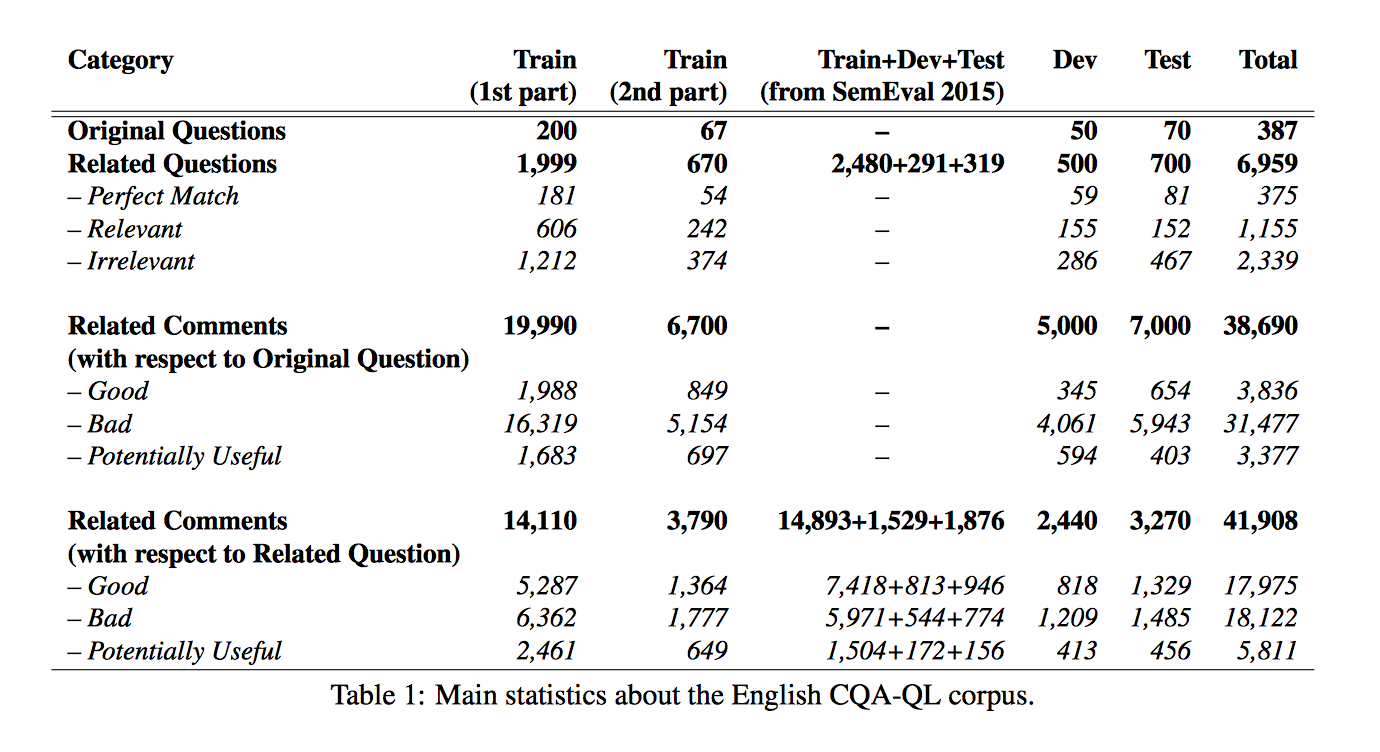 Category Train Train Train+Dev+Test Dev Test Total
(1st part) (2nd part) (from SemEval 2015)
Original Questions 200 67 – 50 70 387
Related Questions 1,999 670 2,480+291+319 500 700 6,959
– Perfect Match 181 54 – 59 81 375
– Relevant 606 242 – 155 152 1,155
– Irrelevant 1,212 374 – 286 467 2,339
Related Comments 19,990 6,700 – 5,000 7,000 38,690
(with respect to Original Question)
– Good 1,988 849 – 345 654 3,836
– Bad 16,319 5,154 – 4,061 5,943 31,477
– Potentially Useful 1,683 697 – 594 403 3,377
Related Comments 14,110 3,790 14,893+1,529+1,876 2,440 3,270 41,908
(with respect to Related Question)
– Good 5,287 1,364 7,418+813+946 818 1,329 17,975
– Bad 6,362 1,777 5,971+544+774 1,209 1,485 18,122
– Potentially Useful 2,461 649 1,504+172+156 413 456 5,811
Table 1: Main statistics about the English CQA-QL corpus.